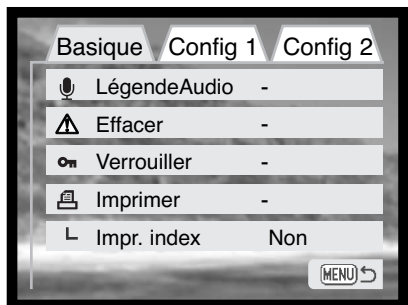 Basique Config 1 Config 2
LégendeAudio -
Effacer -
Verrouiller -
Imprimer -
Impr. index Non
MENU